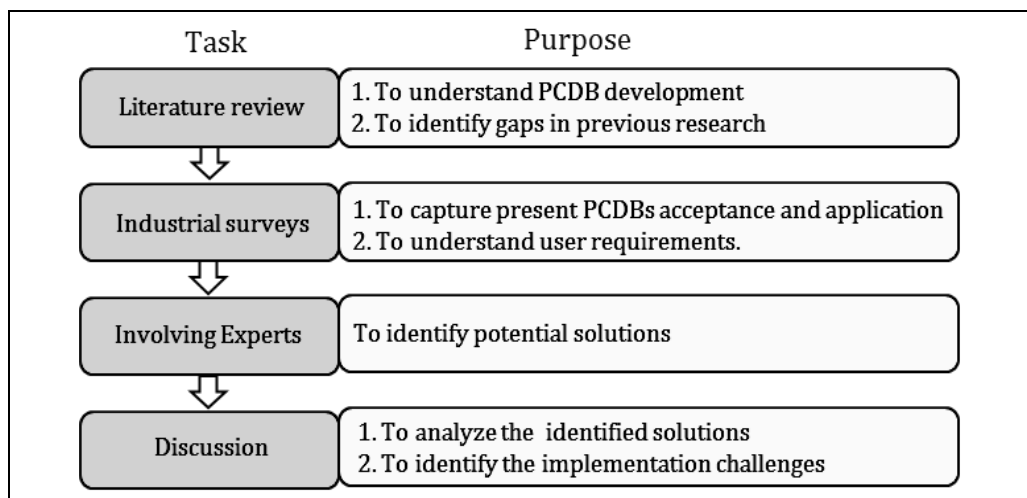 Task
Purpose
Literature review
1. To understand PCDB development
2. To identify gaps in previous research
Industrial surveys
1. To capture present PCDBs acceptance and application
2. To understand user requirements.
Involving Experts
To identify potential solutions
Discussion
1. To analyze the identified solutions
2. To identify the implementation challenges